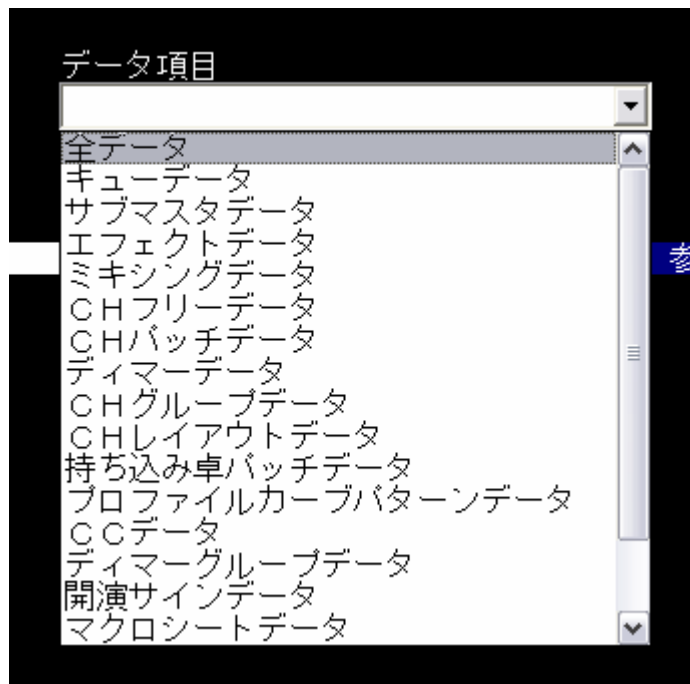 データ項目
全データ
キューデータ
サブマスタデータ
エフェクトデータ
参
ミキシングデータ
ＣＨフリーデータ
ＣＨパッチデータ
ディマーデータ
ＣＨグループデータ
ＣＨレイアウトデータ
持ち込み卓パッチデータ
プロファイルカーブパターンデータ
ＣＣデータ
ディマーグループデータ
開演サインデータ
マクロシートデータ